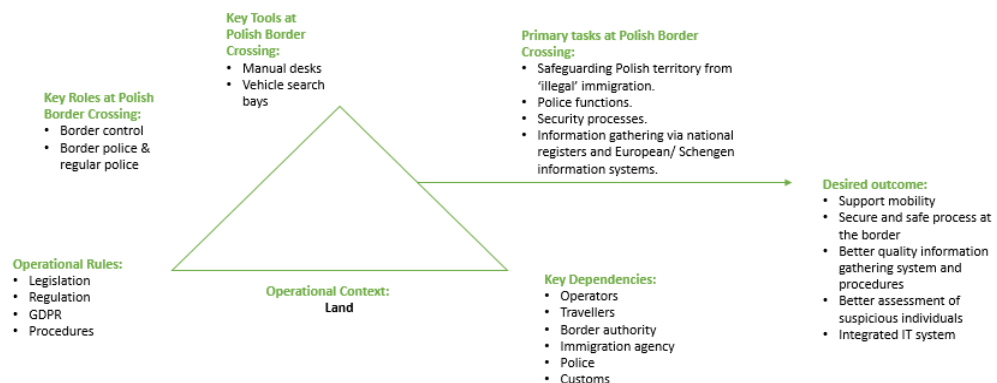 Key Tools at
Polish Border
Crossing:
• Manual desks
• Vehicle search
bays
Primary tasks at Polish Border
Crossing:
• Safeguarding Polish territory from
‘illegal’ immigration.
• Police functions.
• Security processes.
• Information gathering via national
registers and European/ Schengen
information systems.
Key Roles at Polish
Border Crossing:
• Border control
• Border police &
regular police
Desired outcome:
• Support mobility
• Secure and safe process at
the border
• Better quality information
gathering system and
procedures
• Better assessment of
suspicious individuals
• Integrated IT system
Operational Rules:
• Legislation
• Regulation
• GDPR
• Procedures
Operational Context:
Land
Key Dependencies:
• Operators
• Travellers
• Border authority
• Immigration agency
• Police
• Customs